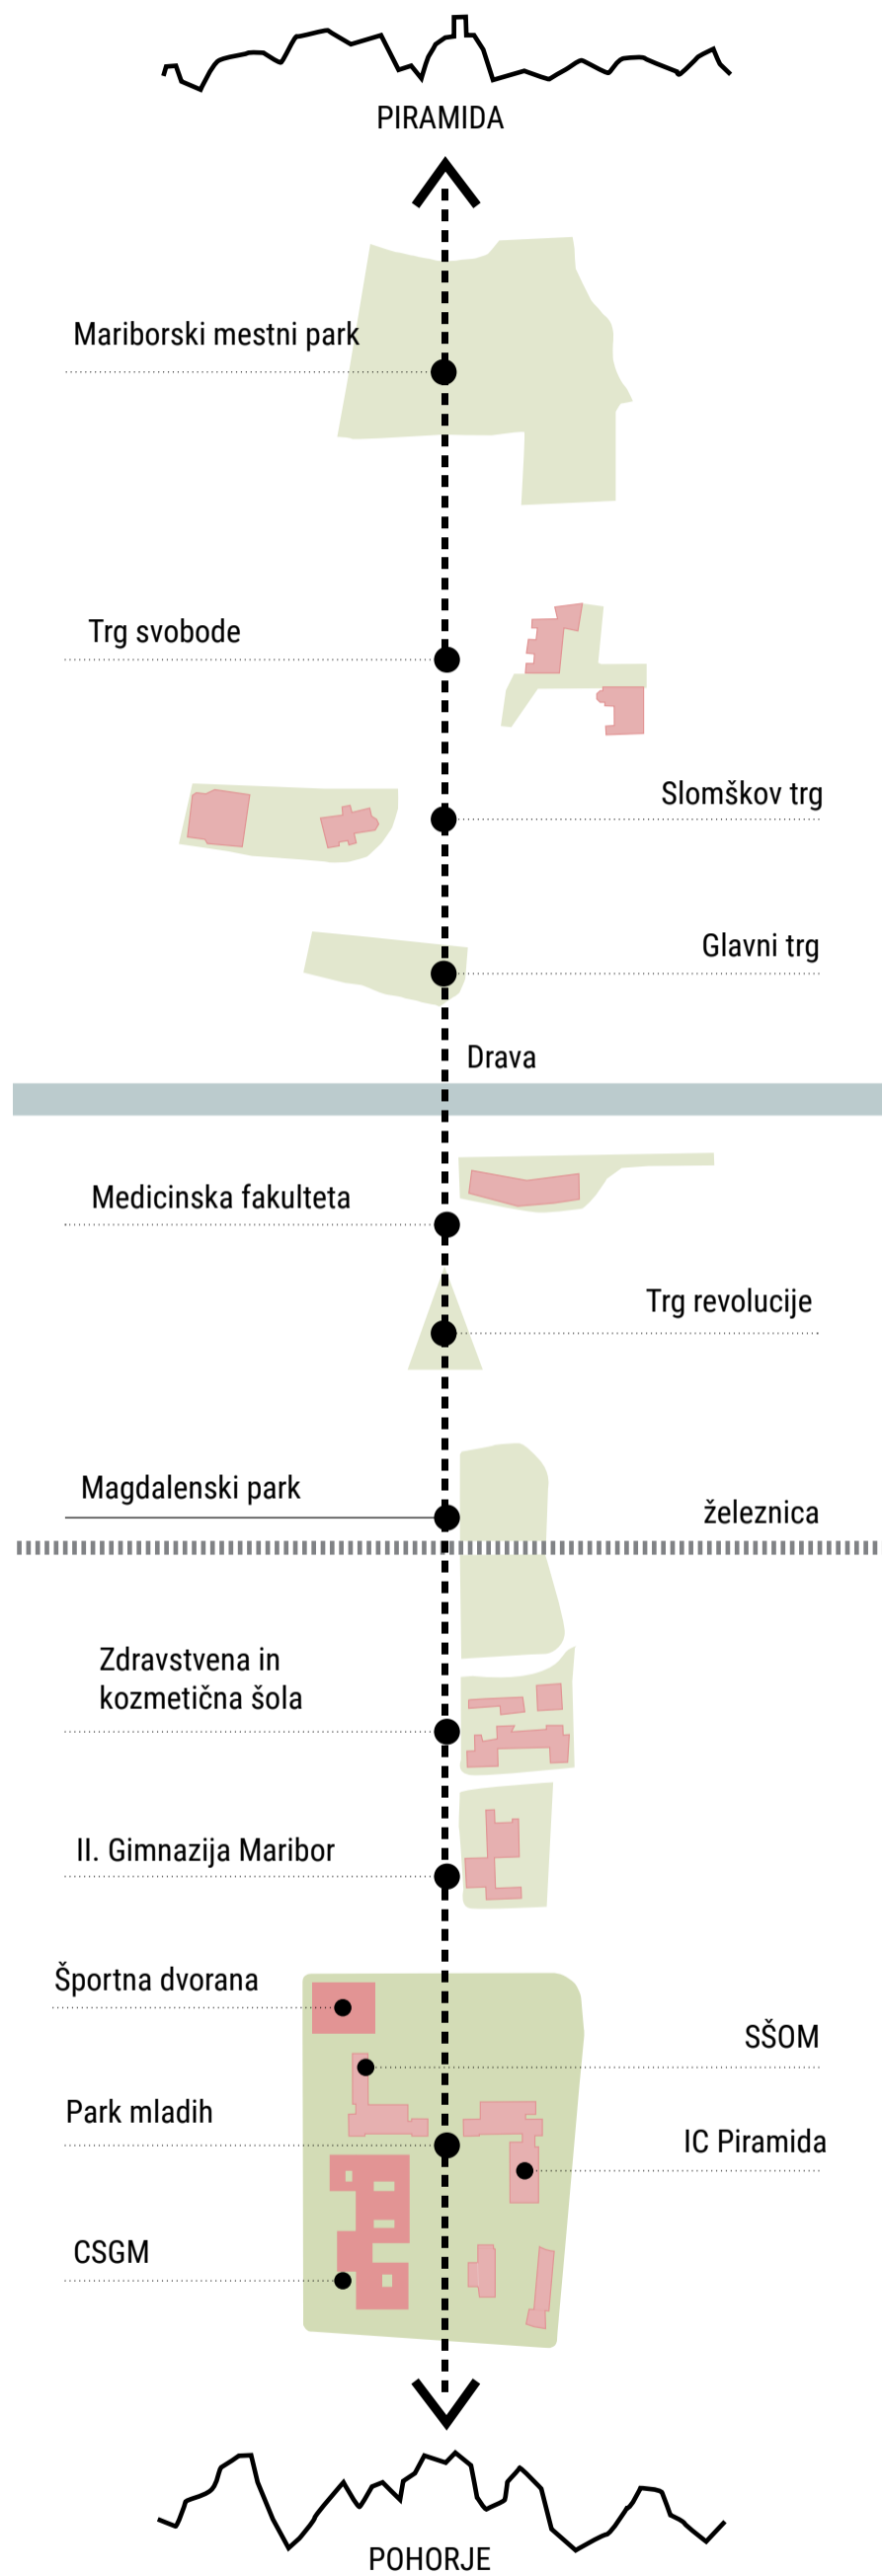 PIRAMIDA
Mariborski mestni park
Trg svobode
Slomškov trg
Glavni trg
Drava
Medicinska fakulteta
Trg revolucije
Magdalenski park
železnica
Zdravstvena in
kozmetična šola
II. Gimnazija Maribor
Športna dvorana
SŠOM
Park mladih
IC Piramida
CSGM
POHORJE